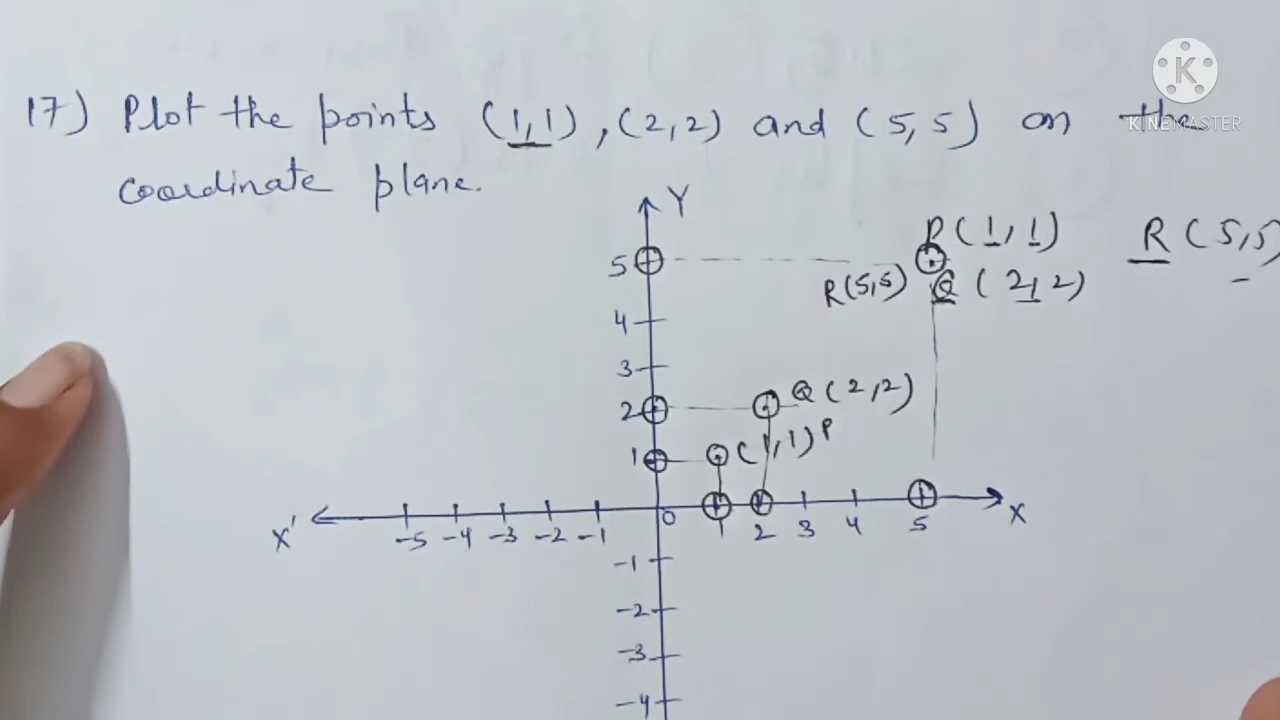 17) Plot the points (1,1), (2,2) and (5,5) on the
coordinate plane.
K
KINEMASTER
Y
P(1,1) R(5,5)
R(5,5) Q(2,2)
5
4
3
2 Q(2,2)
1 (1,1)P
X' -5 -4 -3 -2 -1 0 1 2 3 4 5 X
-1
-2
-3
-4